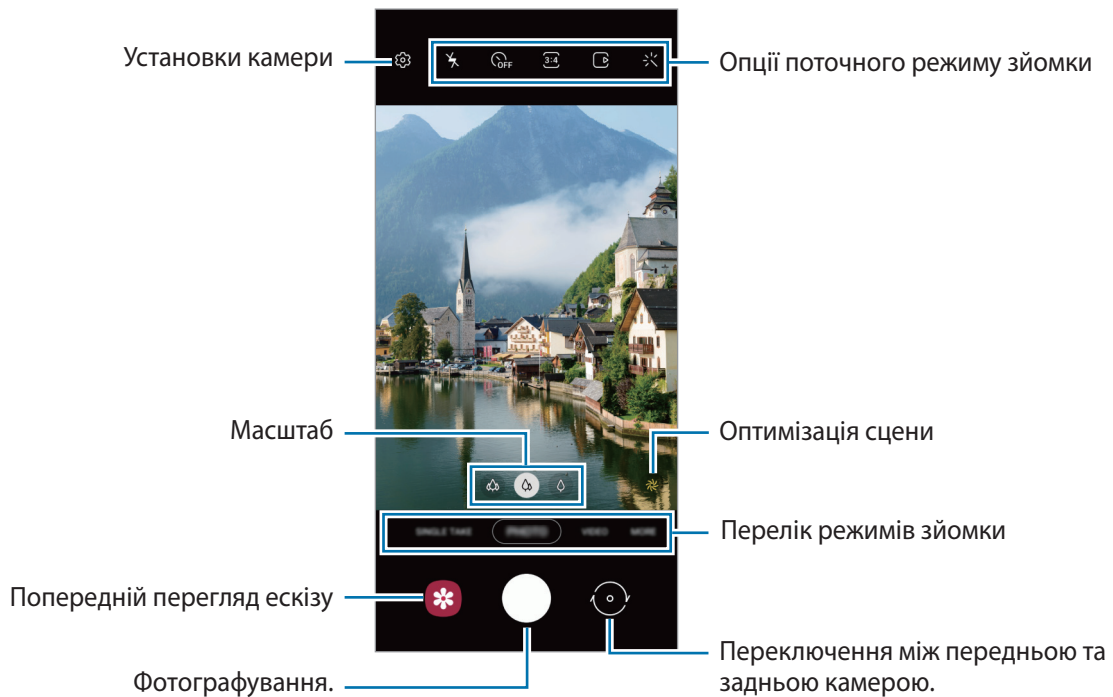 Установки камери
OFF
3:4
Опції поточного режиму зйомки
Масштаб
Оптимізація сцени
SINGLE TAKE
PHOTO
VIDEO
MORE
Перелік режимів зйомки
Попередній перегляд ескізу
Фотографування.
Переключення між передньою та
задньою камерою.